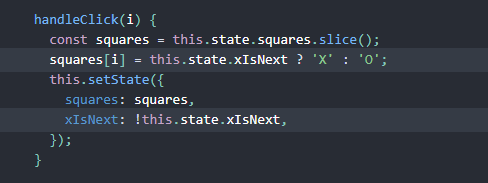 handleClick(i) {
  const squares = this.state.squares.slice();
  squares[i] = this.state.xIsNext ? 'X' : 'O';
  this.setState({
    squares: squares,
    xIsNext: !this.state.xIsNext,
  });
}